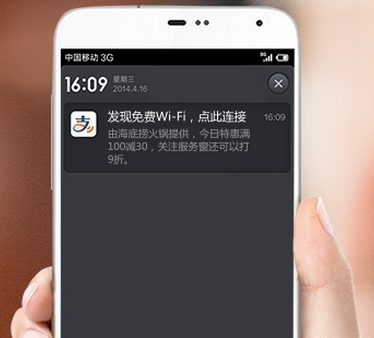 中国移动 3G
3G
16:09
星期三
2014.4.16
发现免费Wi-Fi，点此连接
16:09
由海底捞火锅提供，今日特惠满
100减30，关注服务窗还可以打
9折。
支